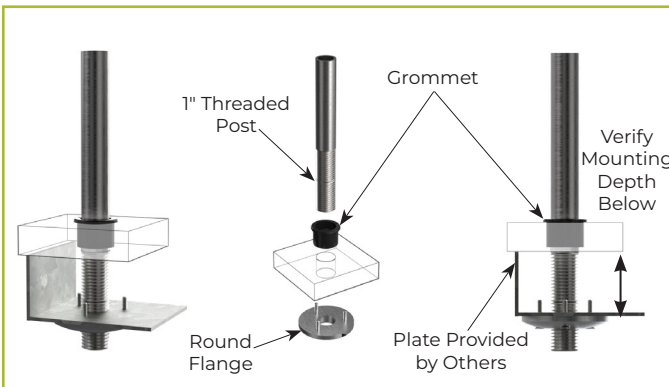 Grommet
1" Threaded
Post
Verify
Mounting
Depth
Below
Round
Flange
Plate Provided
by Others